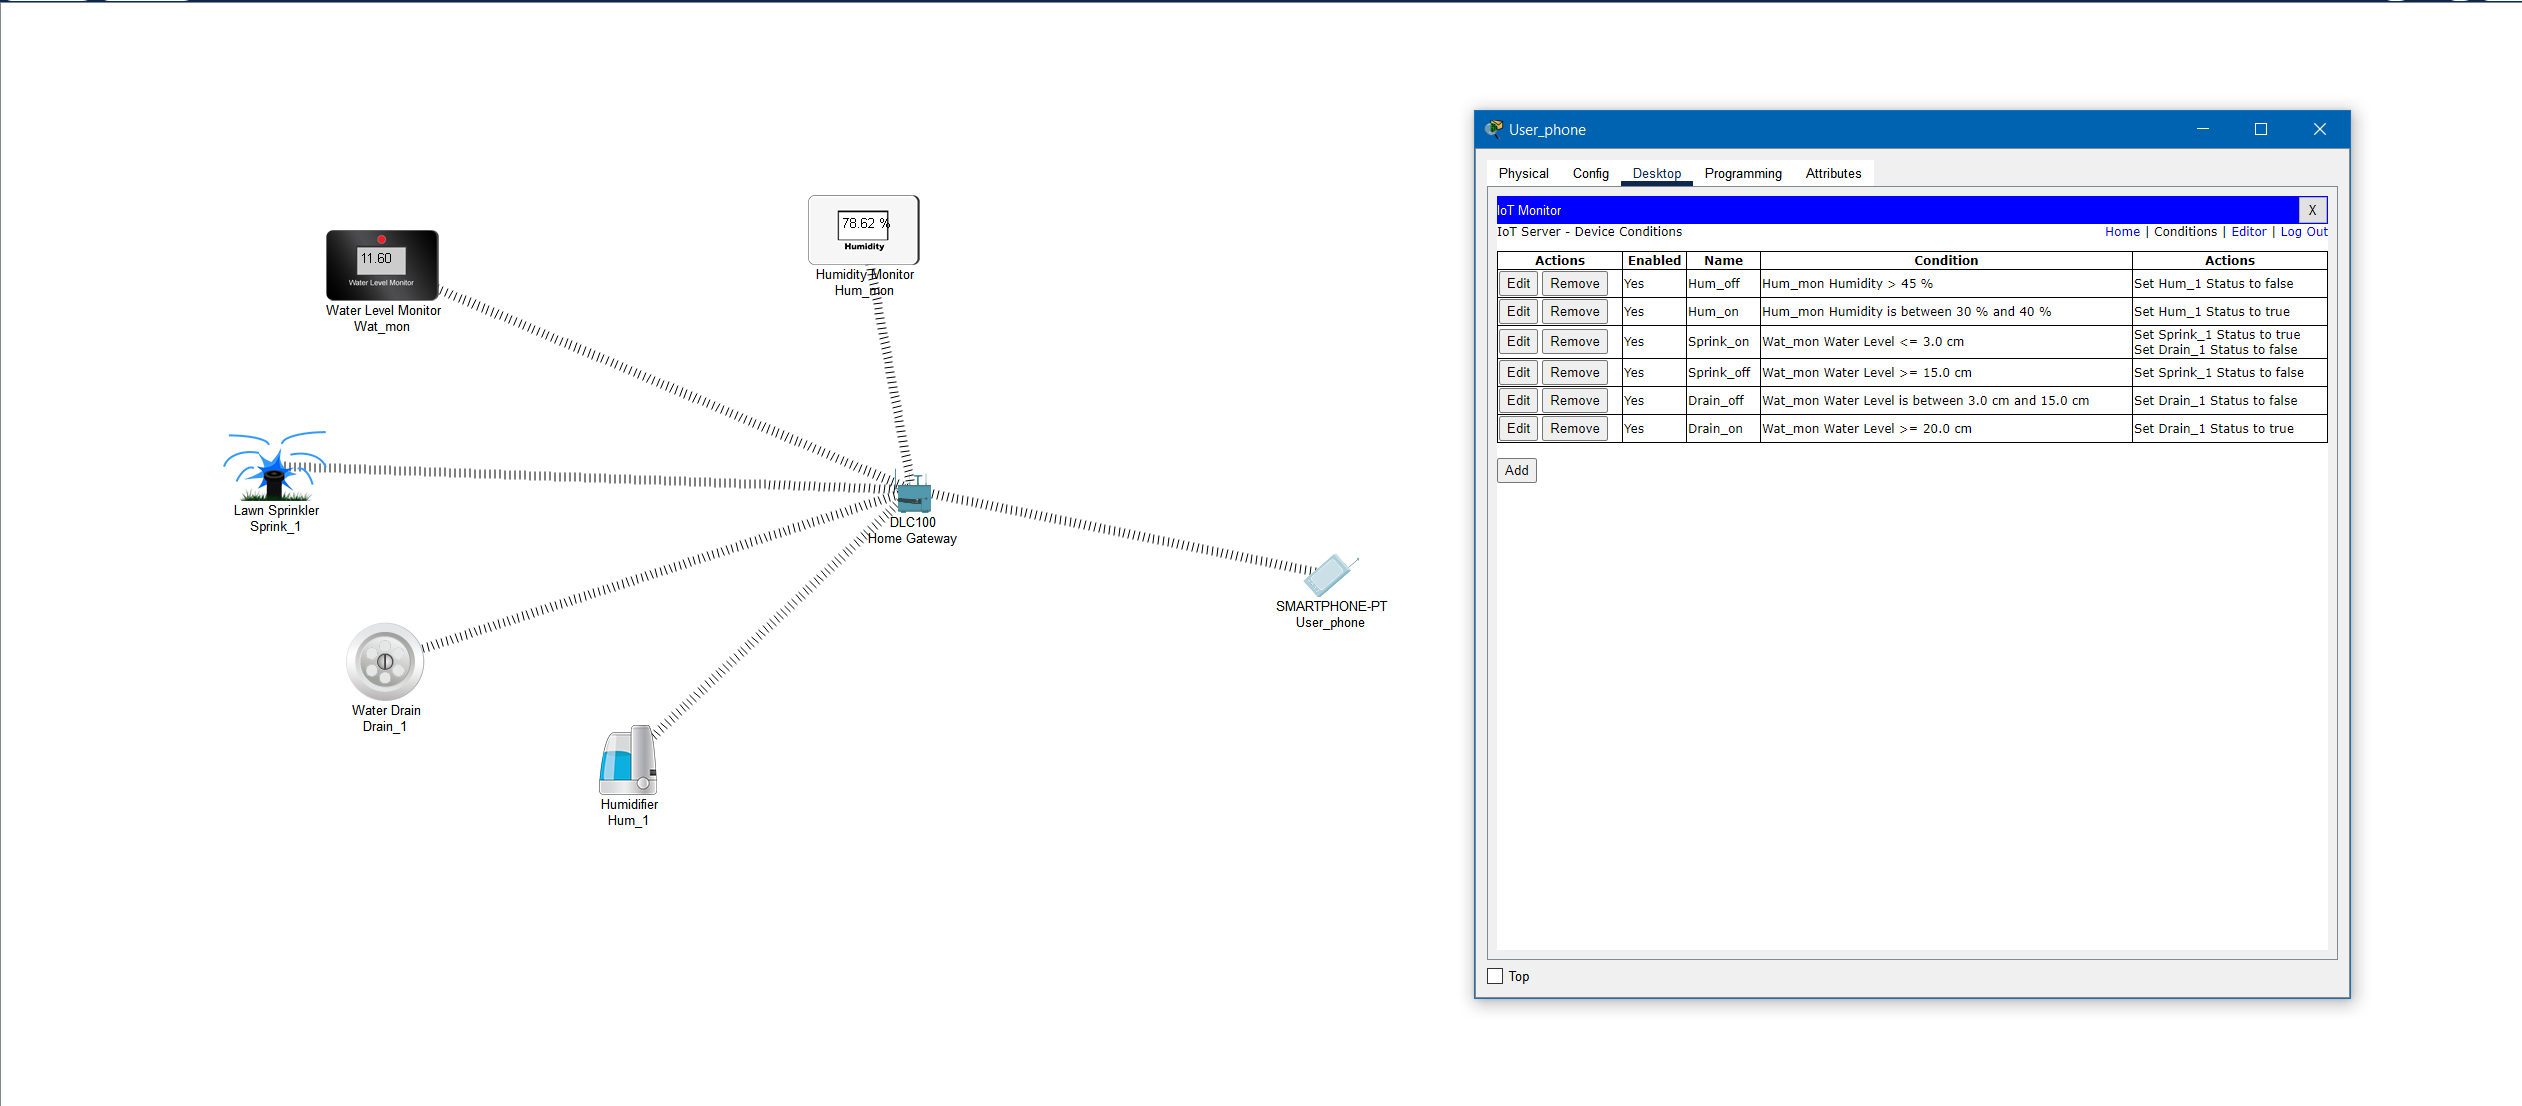 78.62 %
Humidity
Humidity Monitor
Hum_mon
11.60
Water Level Monitor
Water Level Monitor
Wat_mon
Lawn Sprinkler
Sprink_1
DLC100
Home Gateway
SMARTPHONE-PT
User_phone
Water Drain
Drain_1
Humidifier
Hum_1
User_phone
Physical Config Desktop Programming Attributes
IoT Monitor X
IoT Server - Device Conditions Home | Conditions | Editor | Log Out
Actions Enabled Name Condition Actions
Edit Remove Yes Hum_off Hum_mon Humidity > 45 % Set Hum_1 Status to false
Edit Remove Yes Hum_on Hum_mon Humidity is between 30 % and 40 % Set Hum_1 Status to true
Edit Remove Yes Sprink_on Wat_mon Water Level <= 3.0 cm Set Sprink_1 Status to true
Set Drain_1 Status to false
Edit Remove Yes Sprink_off Wat_mon Water Level >= 15.0 cm Set Sprink_1 Status to false
Edit Remove Yes Drain_off Wat_mon Water Level is between 3.0 cm and 15.0 cm Set Drain_1 Status to false
Edit Remove Yes Drain_on Wat_mon Water Level >= 20.0 cm Set Drain_1 Status to true
Add
Top